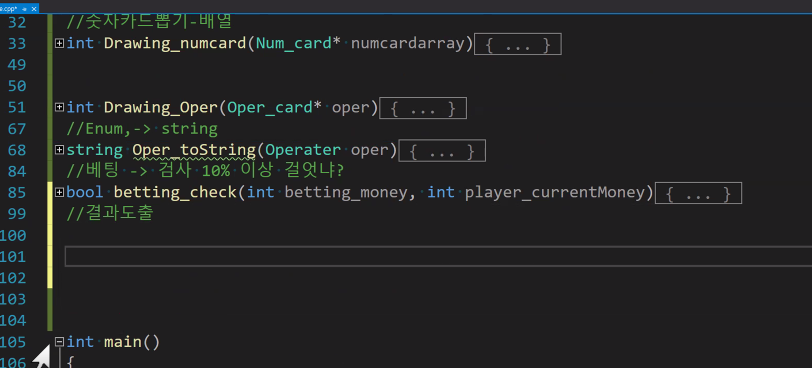 e.cpp*
32 //숫자카드뽑기-배열
33 int Drawing_numcard(Num_card* numcardarray) { ... }
49
50
51 int Drawing_Oper(Oper_card* oper) { ... }
67 //Enum,-> string
68 string Oper_toString(Operater oper) { ... }
84 //베팅 -> 검사 10% 이상 걸엇냐?
85 bool betting_check(int betting_money, int player_currentMoney) { ... }
99 //결과도출
100
101
102
103
104
105 int main()
106 {